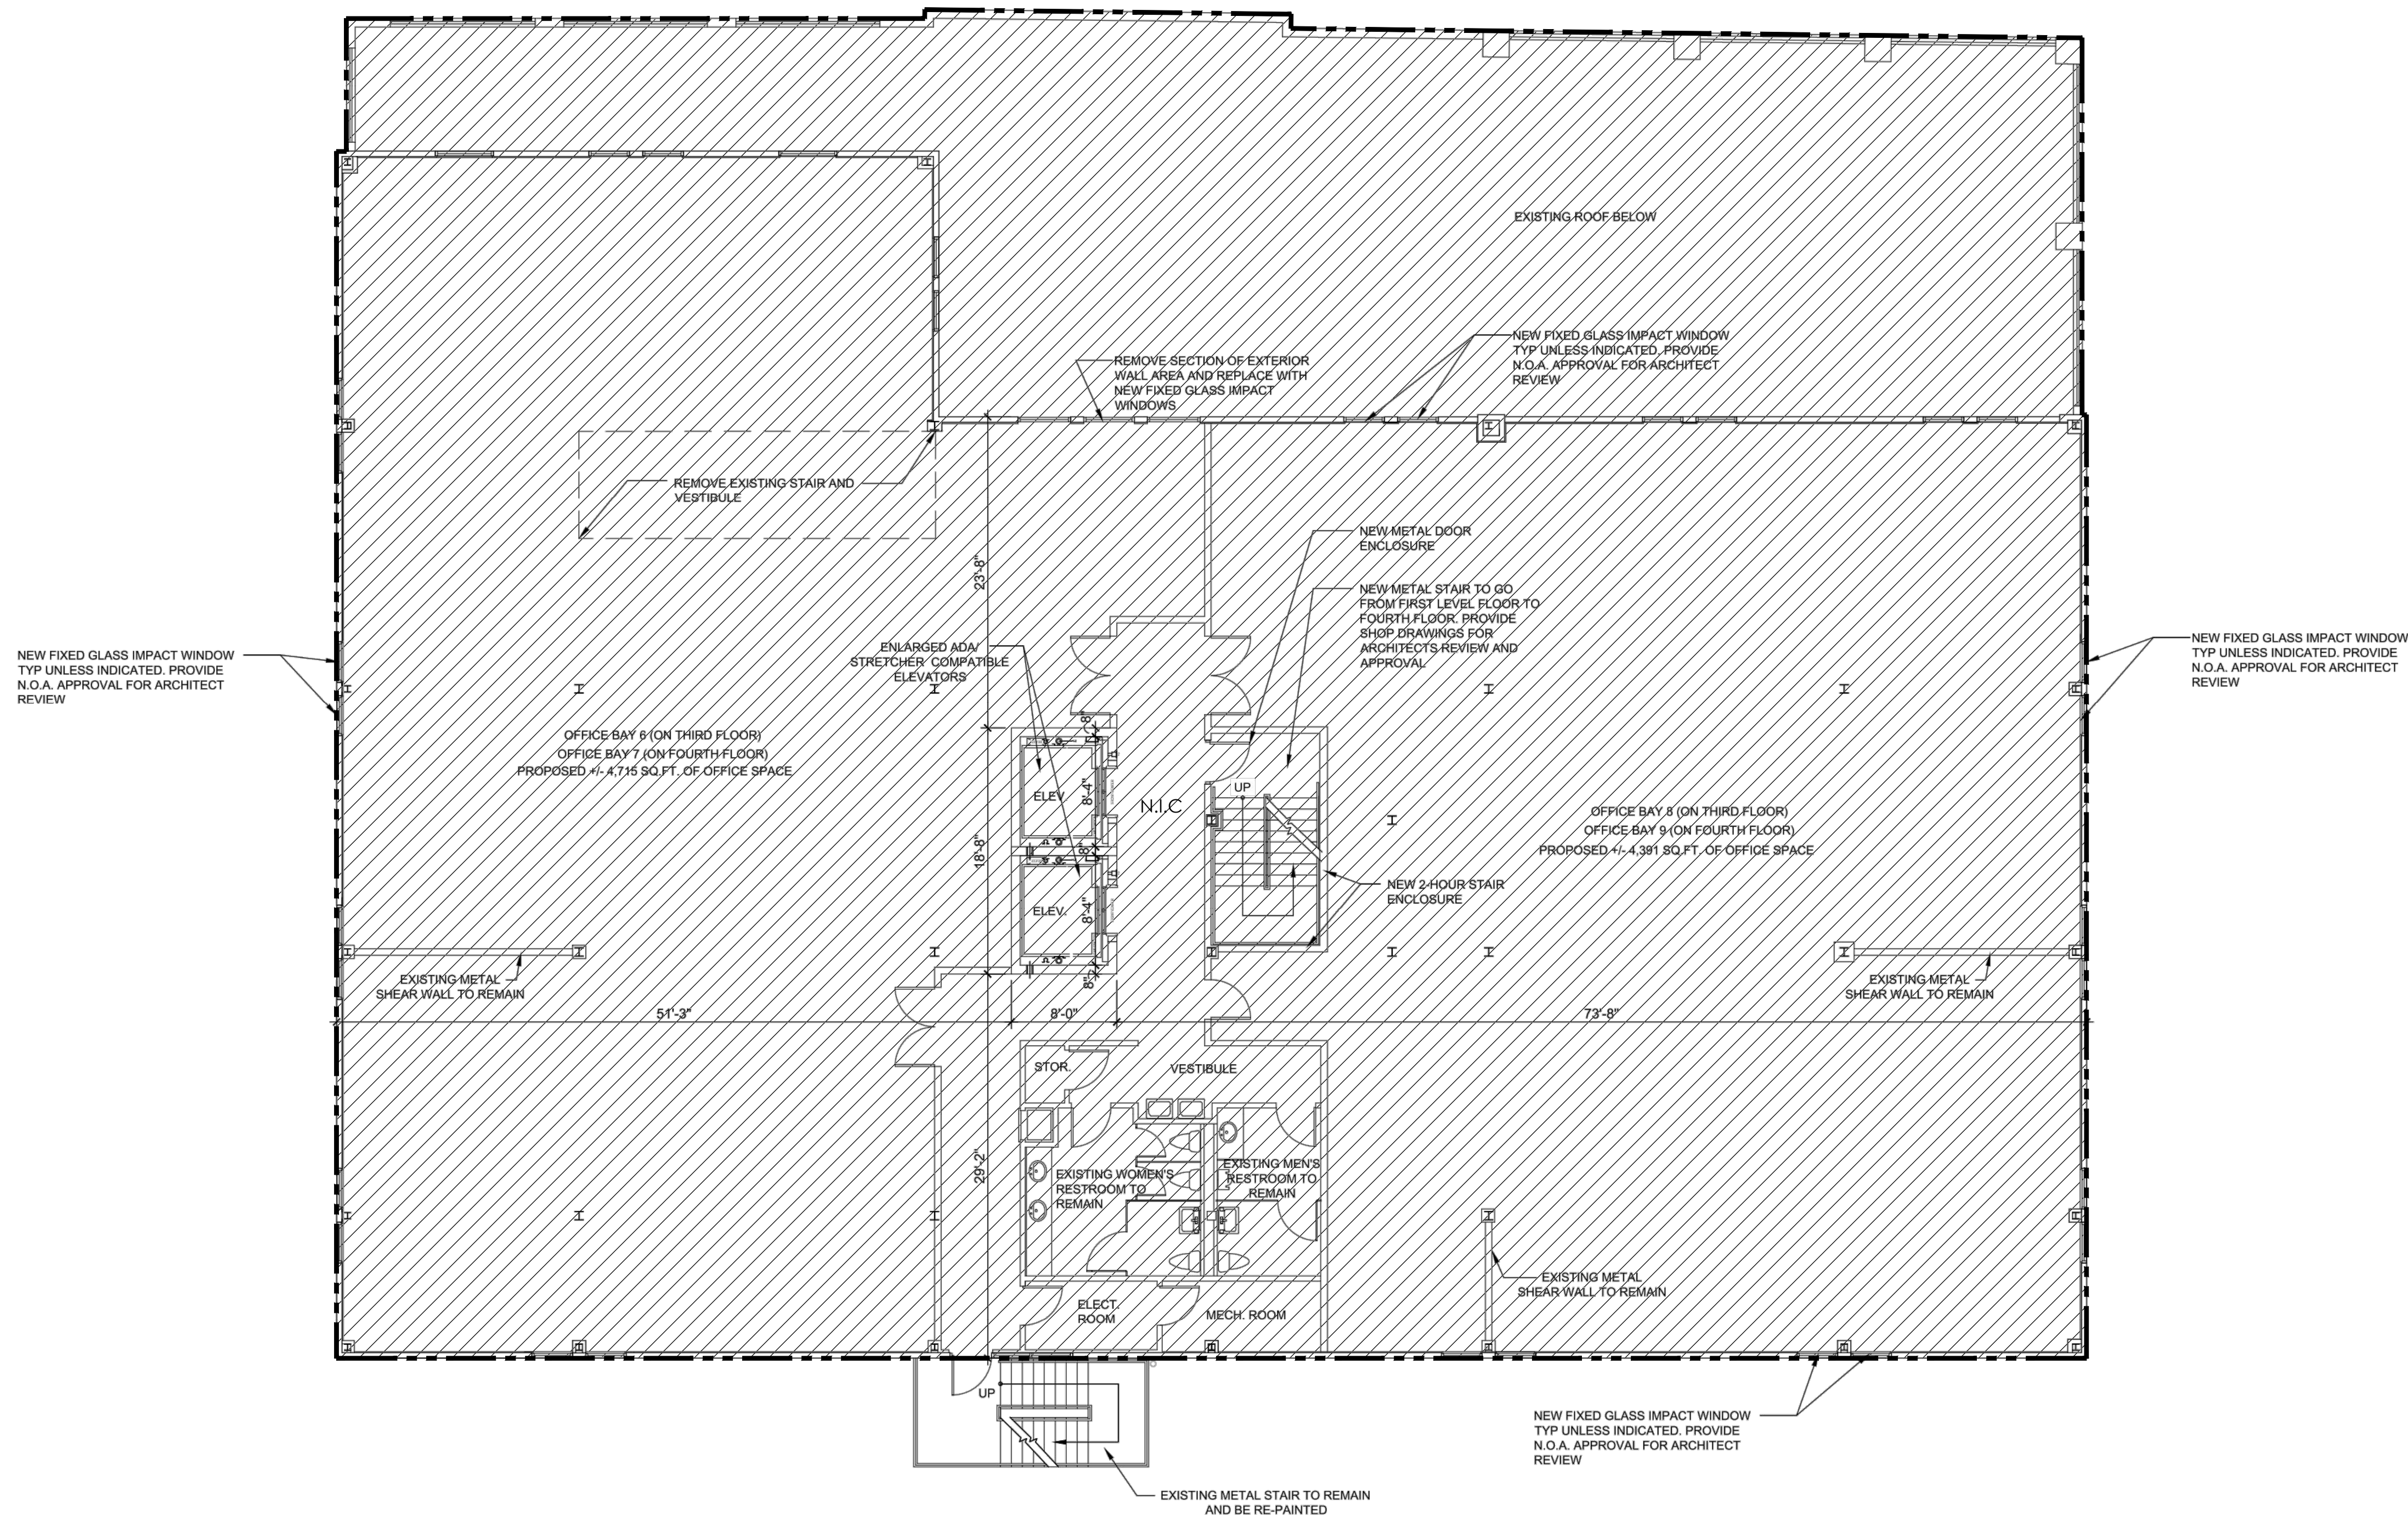 EXISTING ROOF BELOW
REMOVE SECTION OF EXTERIOR
WALL AREA AND REPLACE WITH
NEW FIXED GLASS IMPACT
WINDOWS
NEW FIXED GLASS IMPACT WINDOW
TYP UNLESS INDICATED. PROVIDE
N.O.A. APPROVAL FOR ARCHITECT
REVIEW
REMOVE EXISTING STAIR AND
VESTIBULE
23'-8"
NEW METAL DOOR
ENCLOSURE
NEW METAL STAIR TO GO
FROM FIRST LEVEL FLOOR TO
FOURTH FLOOR. PROVIDE
SHOP DRAWINGS FOR
ARCHITECTS REVIEW AND
APPROVAL
ENLARGED ADA/
STRETCHER COMPATIBLE
ELEVATORS
NEW FIXED GLASS IMPACT WINDOW
TYP UNLESS INDICATED. PROVIDE
N.O.A. APPROVAL FOR ARCHITECT
REVIEW
NEW FIXED GLASS IMPACT WINDOW
TYP UNLESS INDICATED. PROVIDE
N.O.A. APPROVAL FOR ARCHITECT
REVIEW
OFFICE BAY 6 (ON THIRD FLOOR)
OFFICE BAY 7 (ON FOURTH FLOOR)
PROPOSED +/- 4,715 SQ.FT. OF OFFICE SPACE
8"
ELEV.
8'-4"
N.I.C
UP
OFFICE BAY 8 (ON THIRD FLOOR)
OFFICE BAY 9 (ON FOURTH FLOOR)
PROPOSED +/- 4,391 SQ.FT. OF OFFICE SPACE
18'-8"
8"
ELEV.
8'-4"
NEW 2-HOUR STAIR
ENCLOSURE
8"
EXISTING METAL
SHEAR WALL TO REMAIN
EXISTING METAL
SHEAR WALL TO REMAIN
51'-3"
8'-0"
73'-8"
STOR.
VESTIBULE
29'-2"
EXISTING WOMEN'S
RESTROOM TO
REMAIN
EXISTING MEN'S
RESTROOM TO
REMAIN
EXISTING METAL
SHEAR WALL TO REMAIN
ELECT.
ROOM
MECH. ROOM
UP
NEW FIXED GLASS IMPACT WINDOW
TYP UNLESS INDICATED. PROVIDE
N.O.A. APPROVAL FOR ARCHITECT
REVIEW
EXISTING METAL STAIR TO REMAIN
AND BE RE-PAINTED